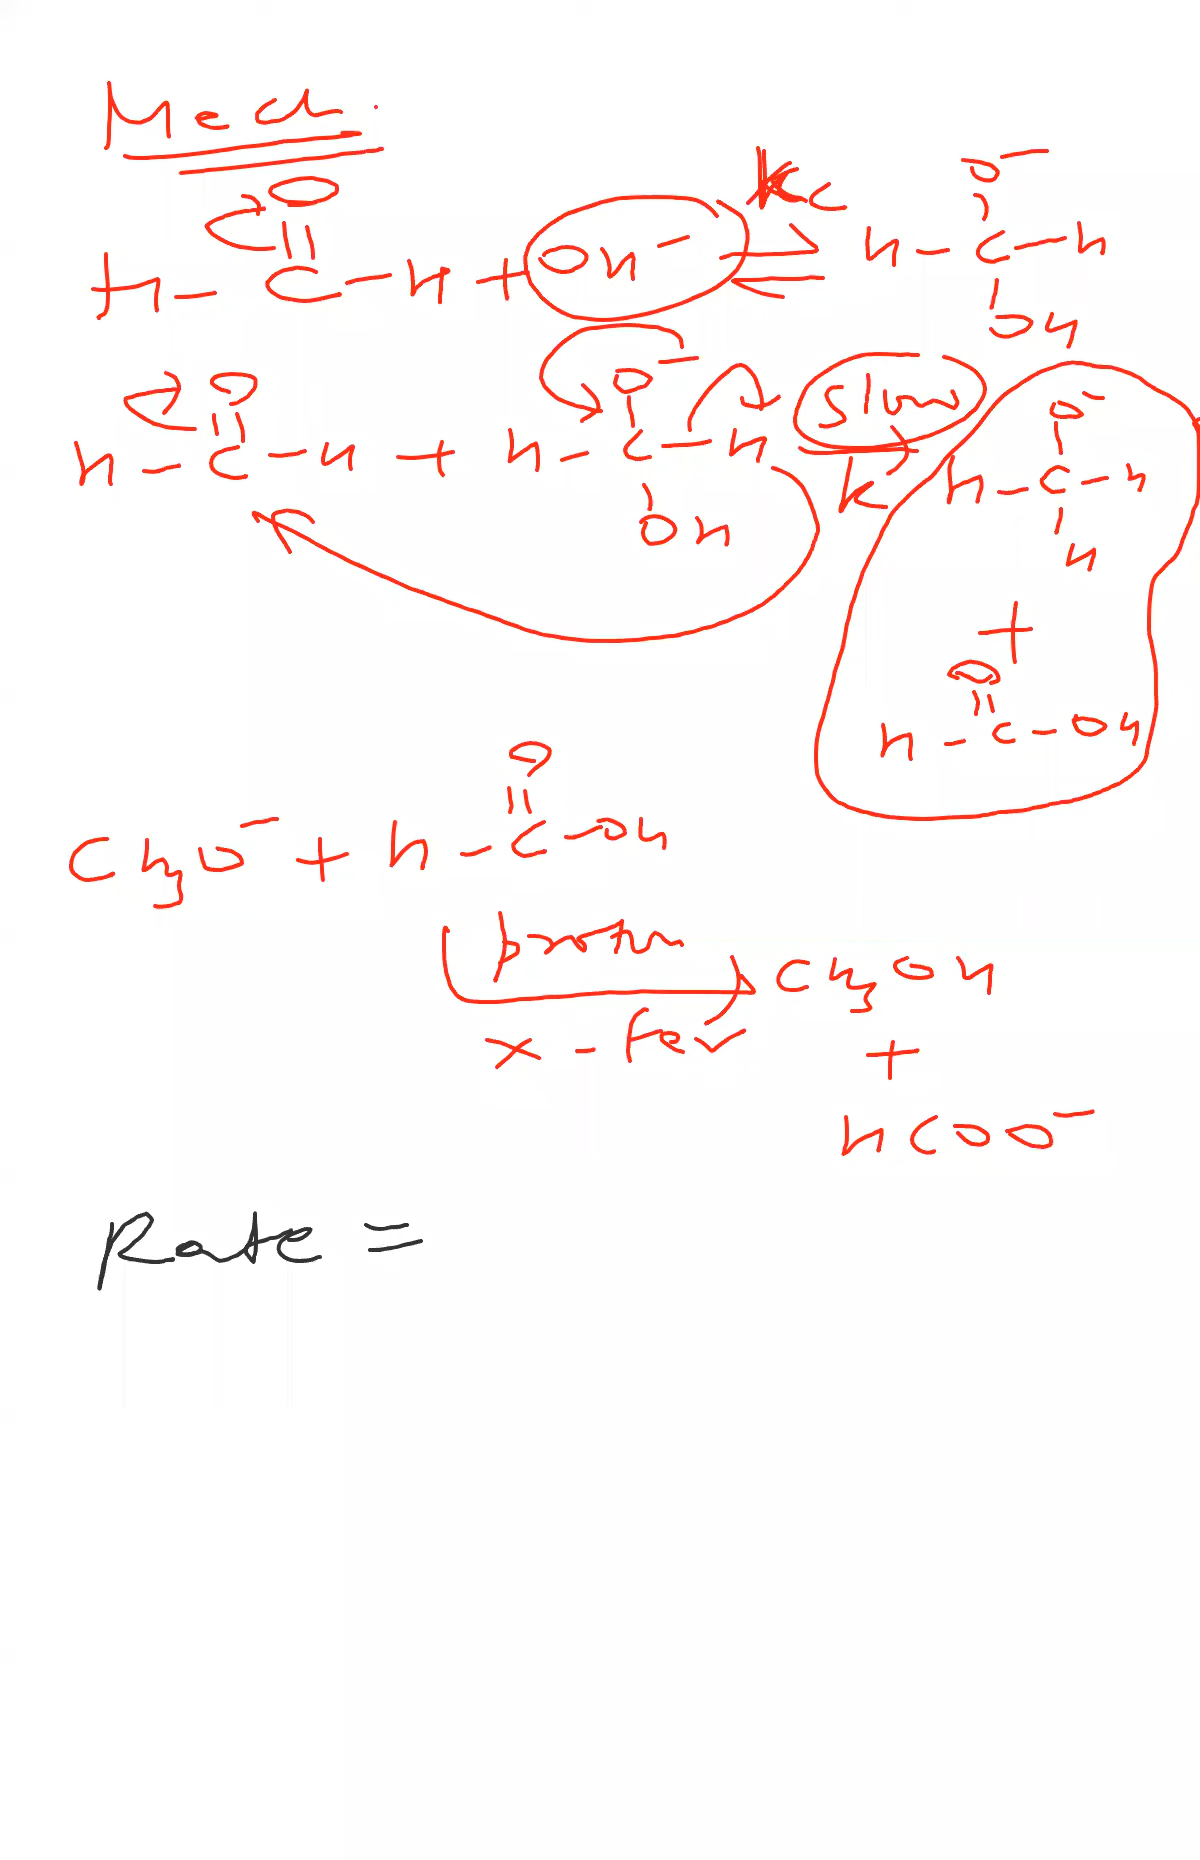 Mech.
O
H - C - H + OH⁻ ⇌ Kc H - C - H
O⁻
OH
O O⁻ slow O⁻
H - C - H + H - C - H → k H - C - H
OH H
+
O
H - C - OH
O
CH₃O⁻ + H - C - OH
proton
x-fer
CH₃OH
+
HCOO⁻
Rate =